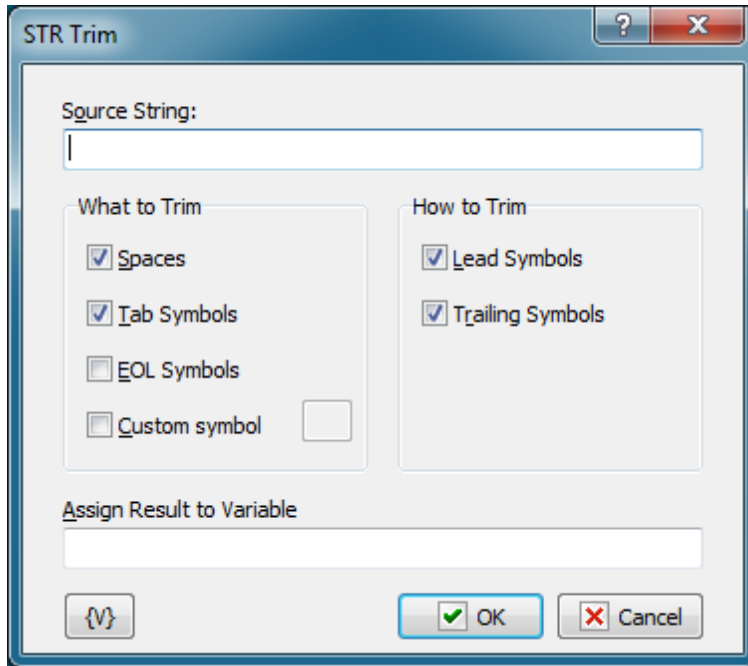 STR Trim
?
Source String:
What to Trim
Spaces
Tab Symbols
EOL Symbols
Custom symbol
How to Trim
Lead Symbols
Trailing Symbols
Assign Result to Variable
{V}
OK
Cancel